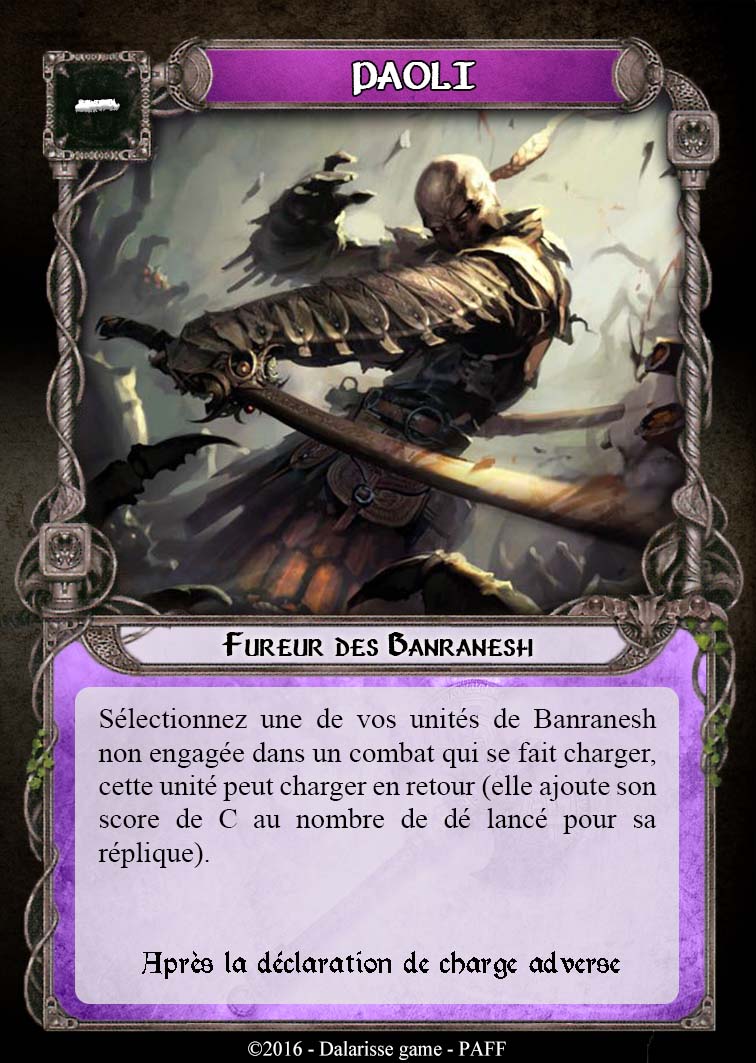 PAOLI
-
Fureur des Banranesh
Sélectionnez une de vos unités de Banranesh
non engagée dans un combat qui se fait charger,
cette unité peut charger en retour (elle ajoute son
score de C au nombre de dé lancé pour sa
réplique).
Après la déclaration de charge adverse
©2016 - Dalarisse game - PAFF